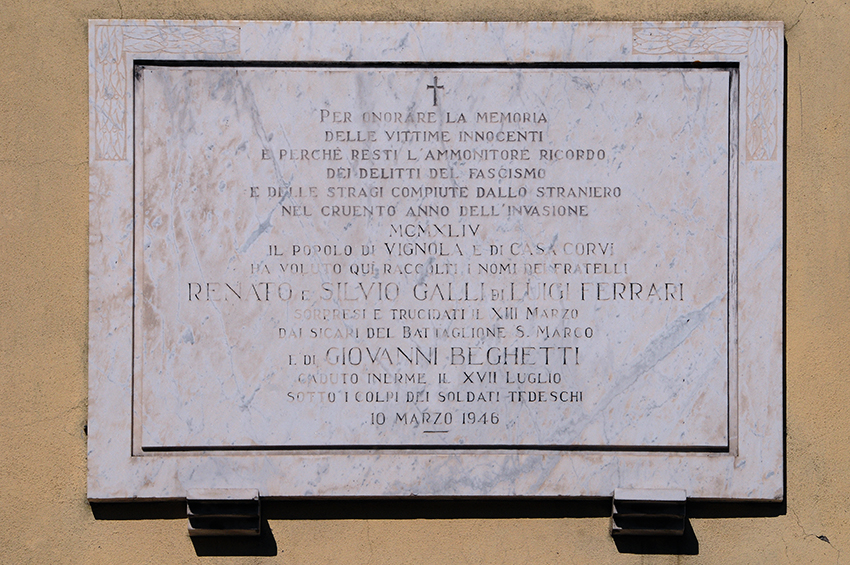 PER ONORARE LA MEMORIA
DELLE VITTIME INNOCENTI
E PERCHÉ RESTI L'AMMONITORE RICORDO
DEI DELITTI DEL FASCISMO
E DELLE STRAGI COMPIUTE DALLO STRANIERO
NEL CRUENTO ANNO DELL'INVASIONE
MCMXLIV
IL POPOLO DI VIGNOLA E DI CASA CORVI
HA VOLUTO QUI RACCOLTI I NOMI DEI FRATELLI
RENATO E SILVIO GALLI DI LUIGI FERRARI
SORPRESI E TRUCIDATI IL XIII MARZO
DAI SICARI DEL BATTAGLIONE S. MARCO
E DI GIOVANNI BEGHETTI
CADUTO INERME IL XVII LUGLIO
SOTTO I COLPI DEI SOLDATI TEDESCHI
10 MARZO 1946